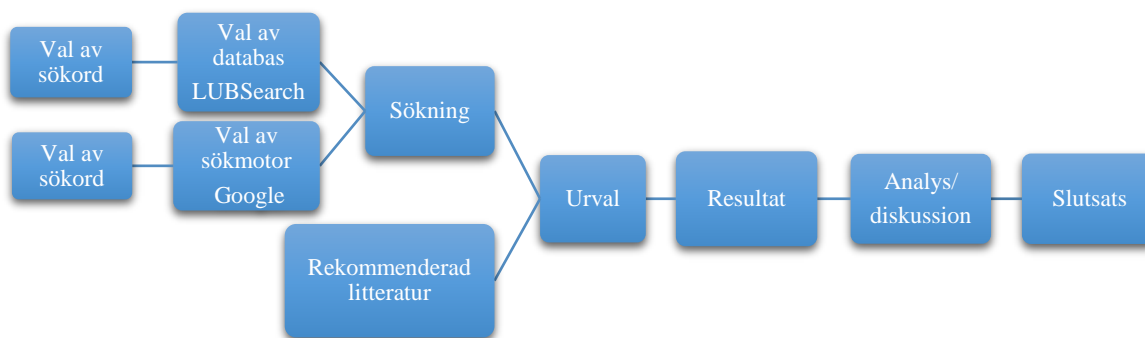 Val av
sökord
Val av
databas
LUBSearch
Val av
sökord
Val av
sökmotor
Google
Sökning
Rekommenderad
litteratur
Urval
Resultat
Analys/
diskussion
Slutsats